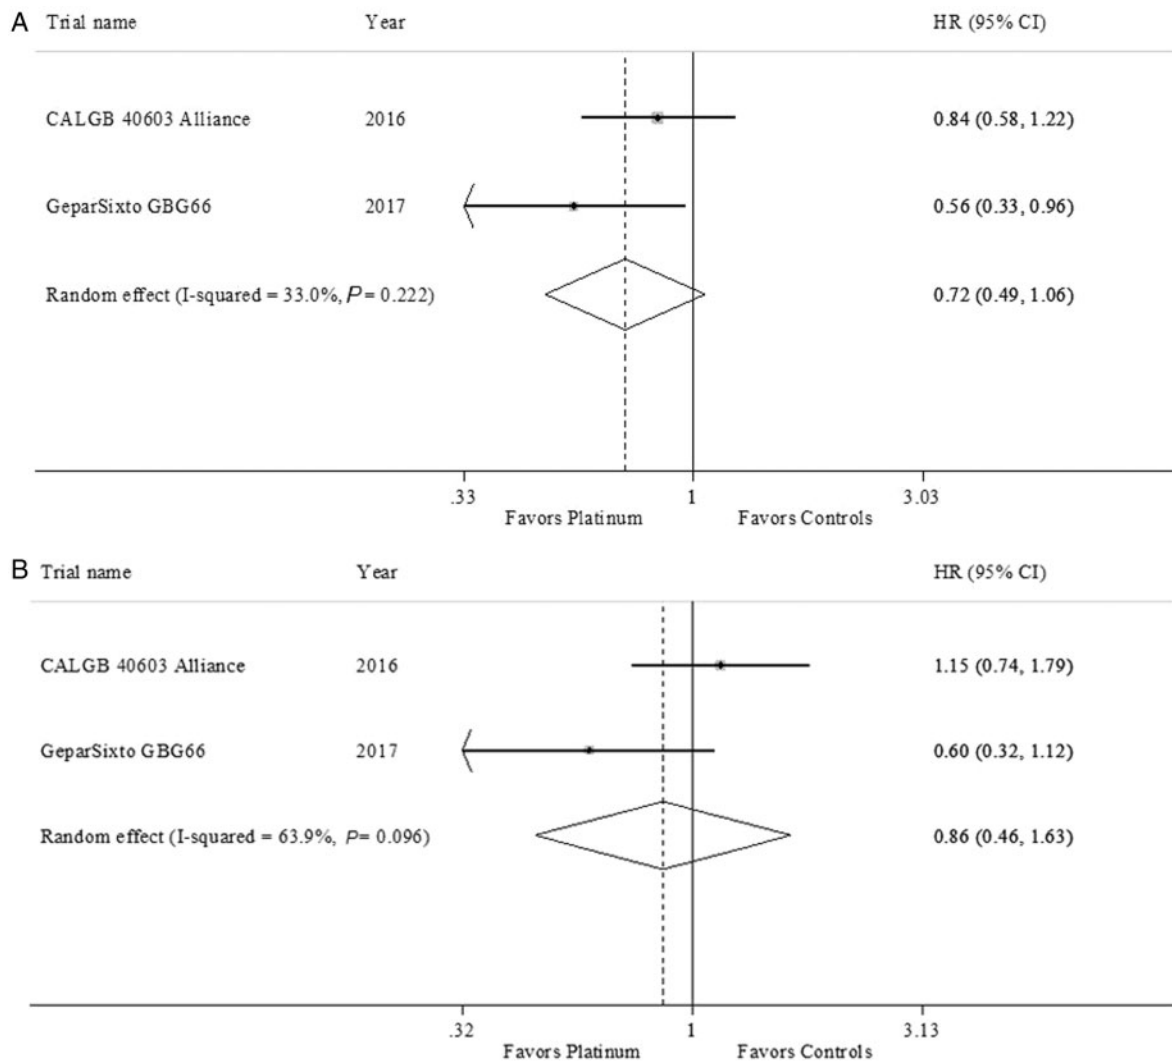 A Trial name Year HR (95% CI)
CALGB 40603 Alliance 2016 0.84 (0.58, 1.22)
GeparSixto GBG66 2017 0.56 (0.33, 0.96)
Random effect (I-squared = 33.0%, P = 0.222) 0.72 (0.49, 1.06)
.33 1 3.03
Favors Platinum Favors Controls
B Trial name Year HR (95% CI)
CALGB 40603 Alliance 2016 1.15 (0.74, 1.79)
GeparSixto GBG66 2017 0.60 (0.32, 1.12)
Random effect (I-squared = 63.9%, P = 0.096) 0.86 (0.46, 1.63)
.32 1 3.13
Favors Platinum Favors Controls